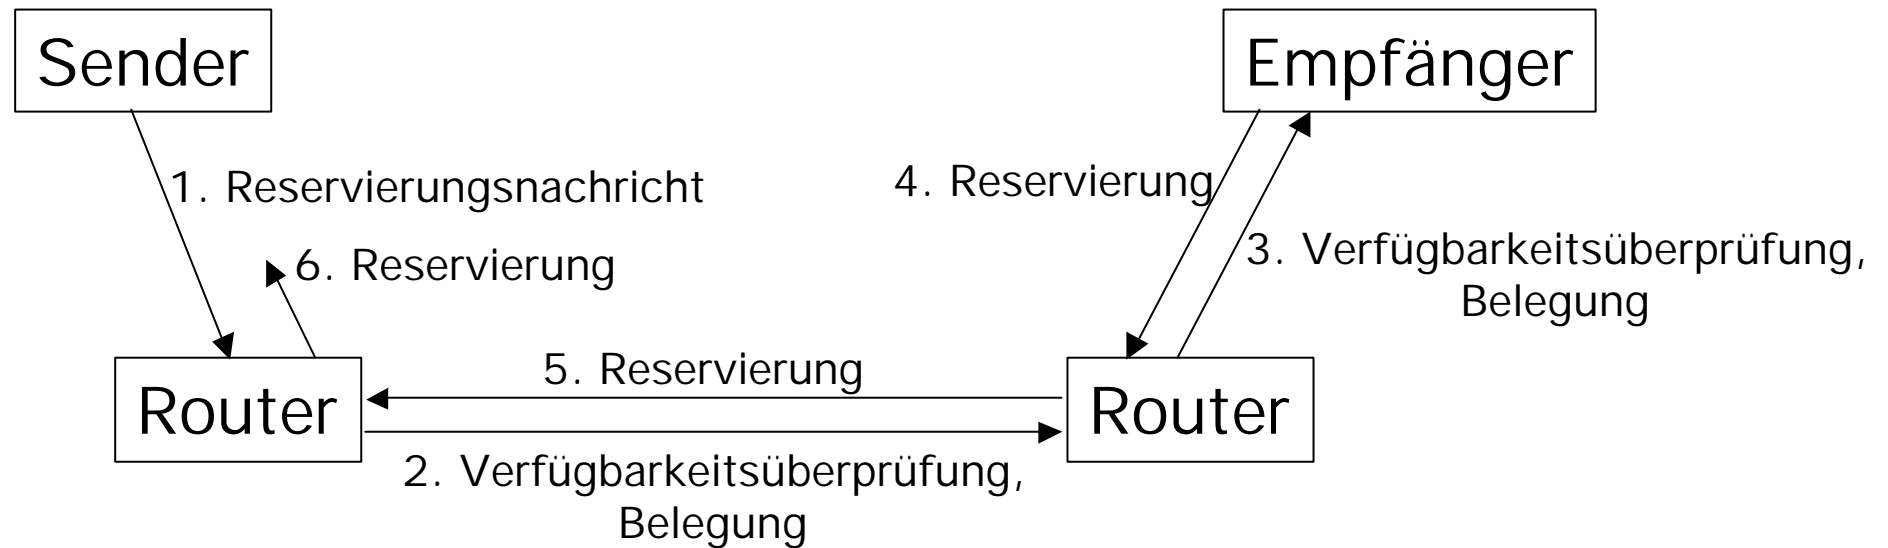 Sender
Empfänger
1. Reservierungsnachricht
4. Reservierung
6. Reservierung
3. Verfügbarkeitsüberprüfung,
Belegung
5. Reservierung
Router
Router
2. Verfügbarkeitsüberprüfung,
Belegung